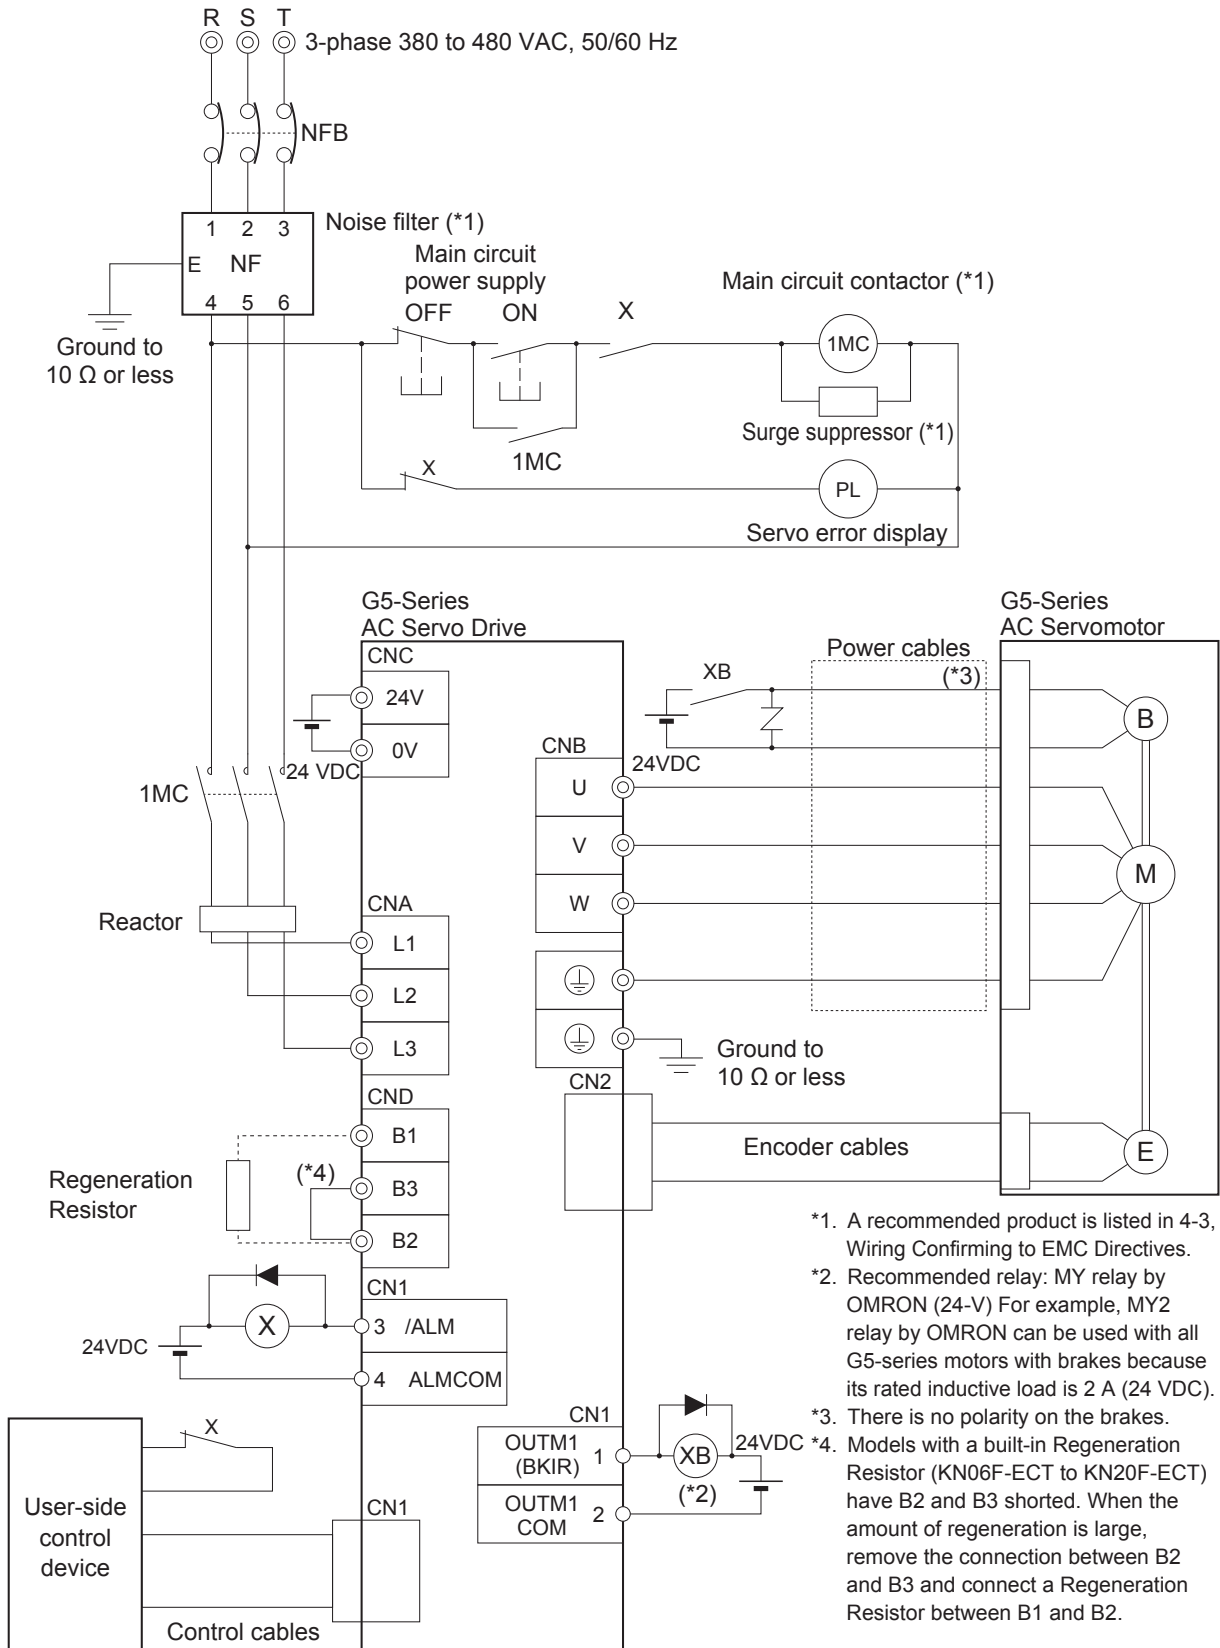 R S T
3-phase 380 to 480 VAC, 50/60 Hz
NFB
1 2 3
Noise filter (*1)
E NF
4 5 6
Ground to
10 Ω or less
Main circuit
power supply
OFF ON X
Main circuit contactor (*1)
1MC
Surge suppressor (*1)
1MC
X
PL
Servo error display
G5-Series
AC Servo Drive
G5-Series
AC Servomotor
CNC
24V
0V
24 VDC
1MC
Reactor
CNA
L1
L2
L3
CND
B1
B3
B2
Regeneration
Resistor
(*4)
CNB
U
V
W
XB
24VDC
Power cables
(*3)
B
M
E
Ground to
10 Ω or less
CN2
Encoder cables
CN1
3 /ALM
4 ALMCOM
X
24VDC
X
User-side
control
device
CN1
Control cables
CN1
OUTM1
(BKIR) 1
OUTM1
COM 2
XB
(*2)
24VDC
*1. A recommended product is listed in 4-3,
Wiring Confirming to EMC Directives.
*2. Recommended relay: MY relay by
OMRON (24-V) For example, MY2
relay by OMRON can be used with all
G5-series motors with brakes because
its rated inductive load is 2 A (24 VDC).
*3. There is no polarity on the brakes.
*4. Models with a built-in Regeneration
Resistor (KN06F-ECT to KN20F-ECT)
have B2 and B3 shorted. When the
amount of regeneration is large,
remove the connection between B2
and B3 and connect a Regeneration
Resistor between B1 and B2.